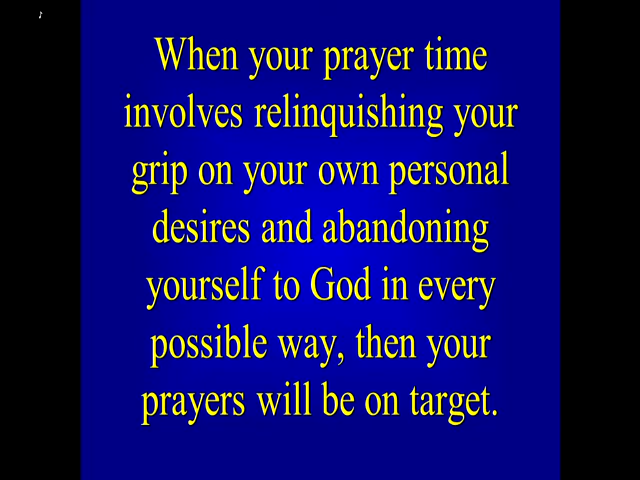 When your prayer time
involves relinquishing your
grip on your own personal
desires and abandoning
yourself to God in every
possible way, then your
prayers will be on target.